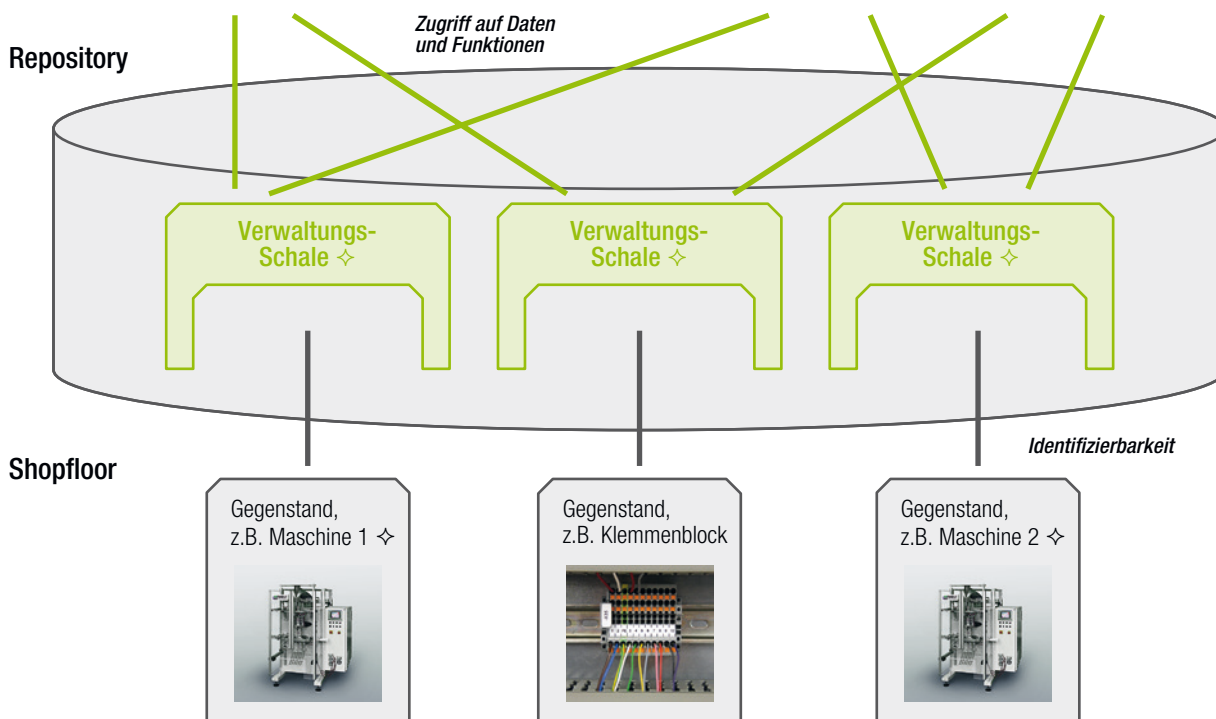 Zugriff auf Daten
und Funktionen
Repository
Verwaltungs-
Schale ✧
Verwaltungs-
Schale ✧
Verwaltungs-
Schale ✧
Identifizierbarkeit
Shopfloor
Gegenstand,
z.B. Maschine 1 ✧
Gegenstand,
z.B. Klemmenblock
Gegenstand,
z.B. Maschine 2 ✧